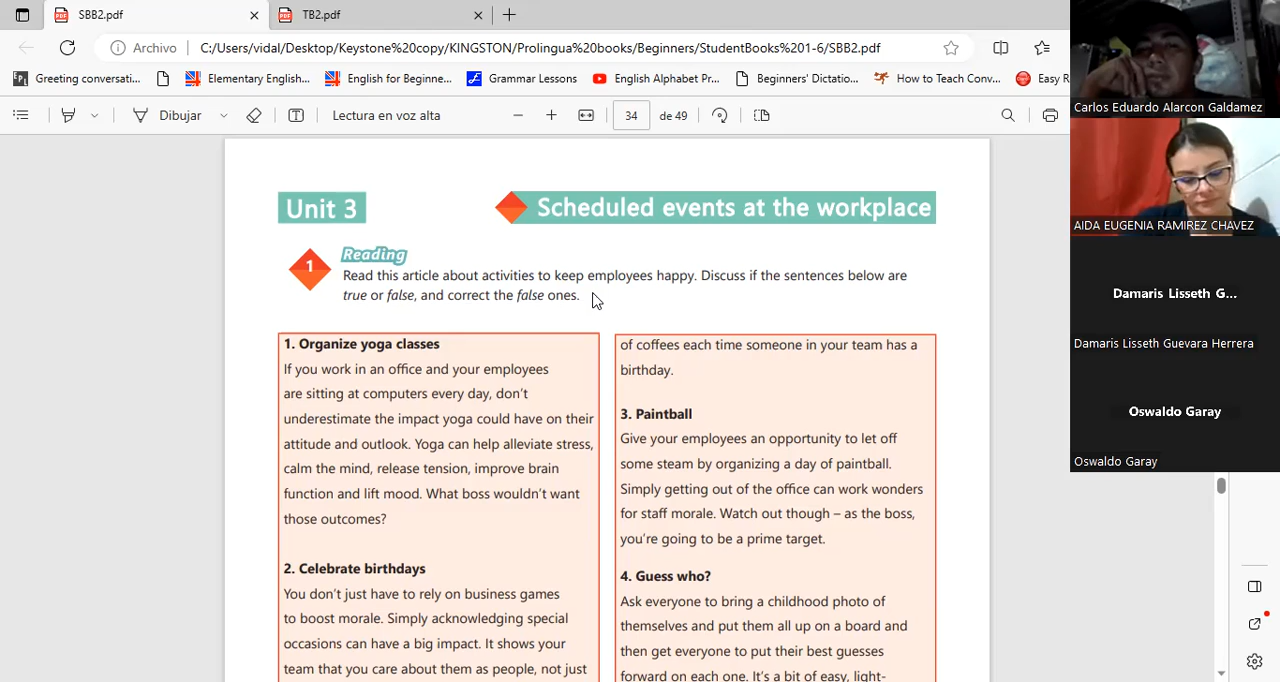 SBB2.pdf
TB2.pdf
Archivo C:/Users/vidal/Desktop/Keystone%20copy/KINGSTON/Prolingua%20books/Beginners/StudentBooks%201-6/SBB2.pdf
Greeting conversati...
Elementary English...
English for Beginne...
Grammar Lessons
English Alphabet Pr...
Beginners' Dictatio...
How to Teach Conv...
Easy R
Dibujar
Lectura en voz alta
34 de 49
Unit 3
Scheduled events at the workplace
1
Reading
Read this article about activities to keep employees happy. Discuss if the sentences below are
true or false, and correct the false ones.
1. Organize yoga classes
If you work in an office and your employees
are sitting at computers every day, don't
underestimate the impact yoga could have on their
attitude and outlook. Yoga can help alleviate stress,
calm the mind, release tension, improve brain
function and lift mood. What boss wouldn't want
those outcomes?
2. Celebrate birthdays
You don't just have to rely on business games
to boost morale. Simply acknowledging special
occasions can have a big impact. It shows your
team that you care about them as people, not just
of coffees each time someone in your team has a
birthday.
3. Paintball
Give your employees an opportunity to let off
some steam by organizing a day of paintball.
Simply getting out of the office can work wonders
for staff morale. Watch out though – as the boss,
you're going to be a prime target.
4. Guess who?
Ask everyone to bring a childhood photo of
themselves and put them all up on a board and
then get everyone to put their best guesses
forward on each one. It's a bit of easy, light-
Carlos Eduardo Alarcon Galdamez
AIDA EUGENIA RAMIREZ CHAVEZ
Damaris Lisseth G...
Damaris Lisseth Guevara Herrera
Oswaldo Garay
Oswaldo Garay